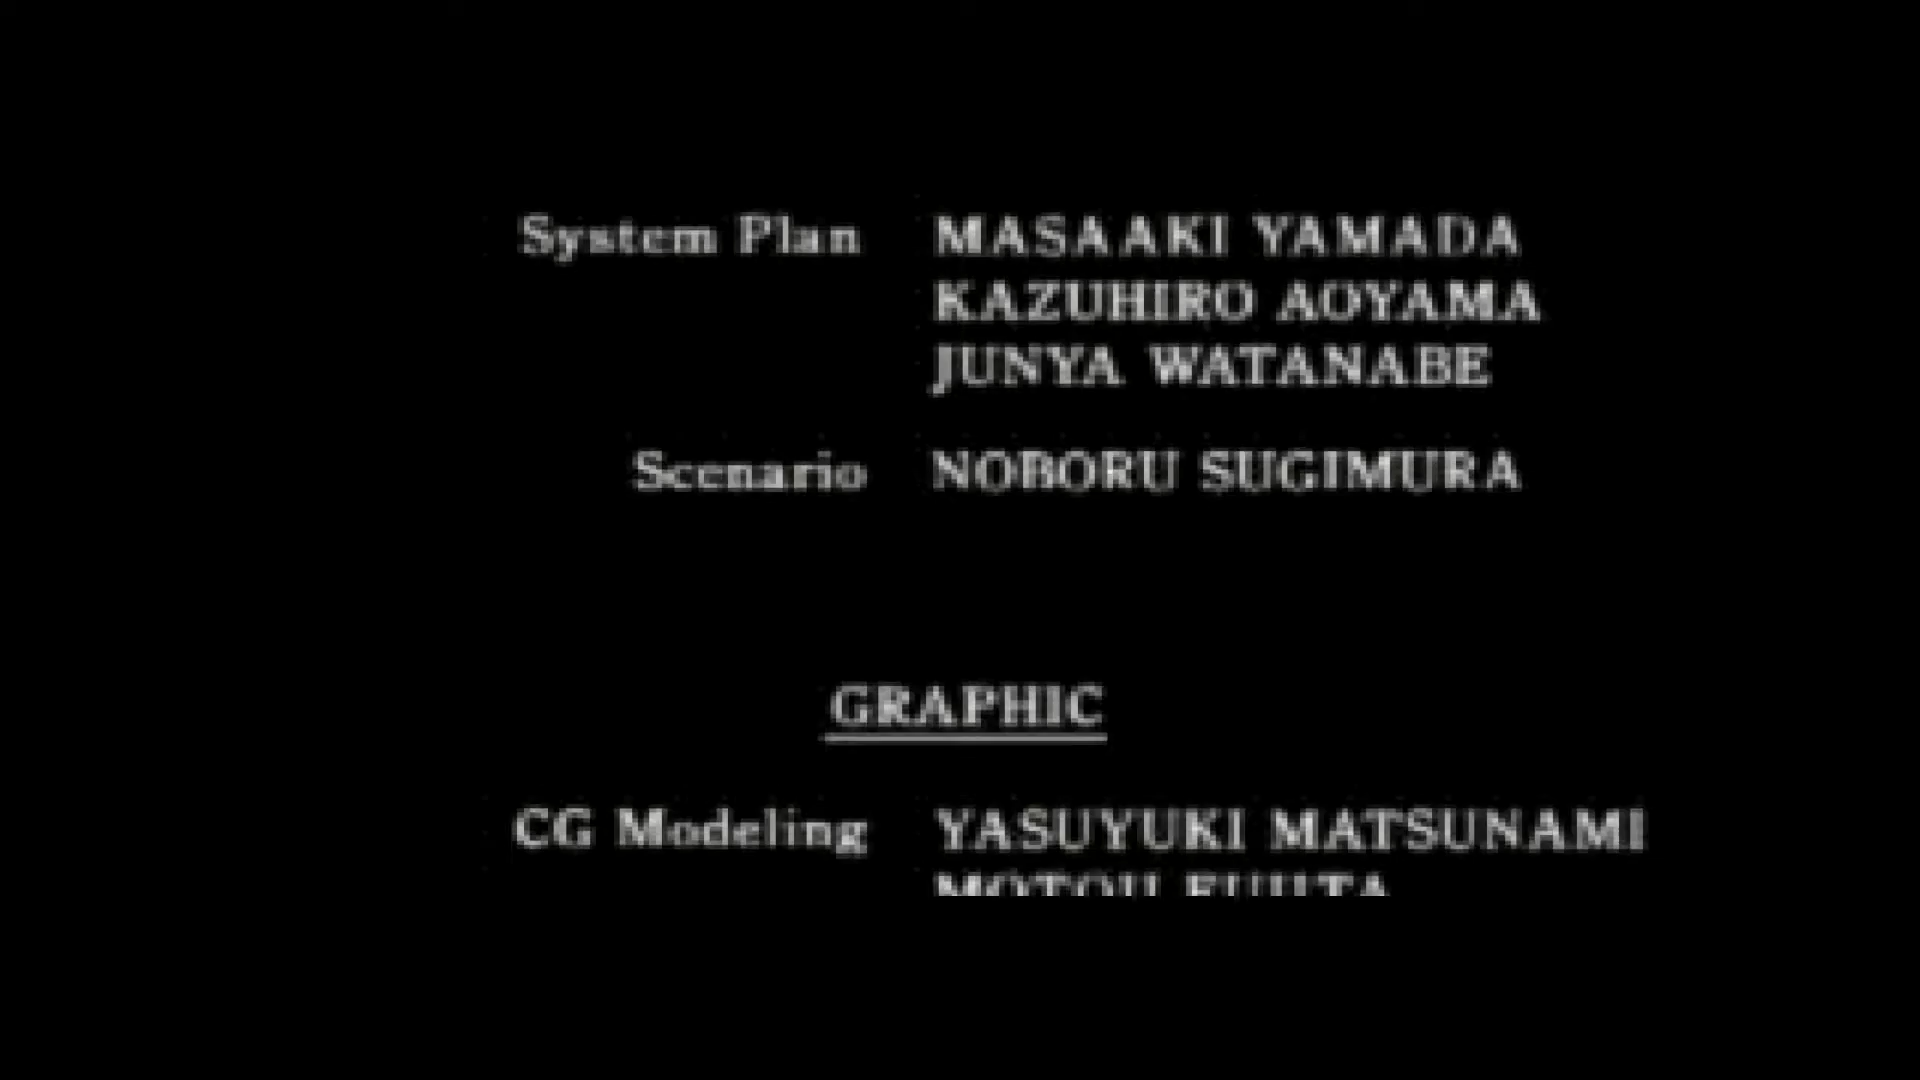 System Plan MASAAKI YAMADA
KAZUHIRO AOYAMA
JUNYA WATANABE
Scenario NOBORU SUGIMURA
GRAPHIC
CG Modeling YASUYUKI MATSUNAMI